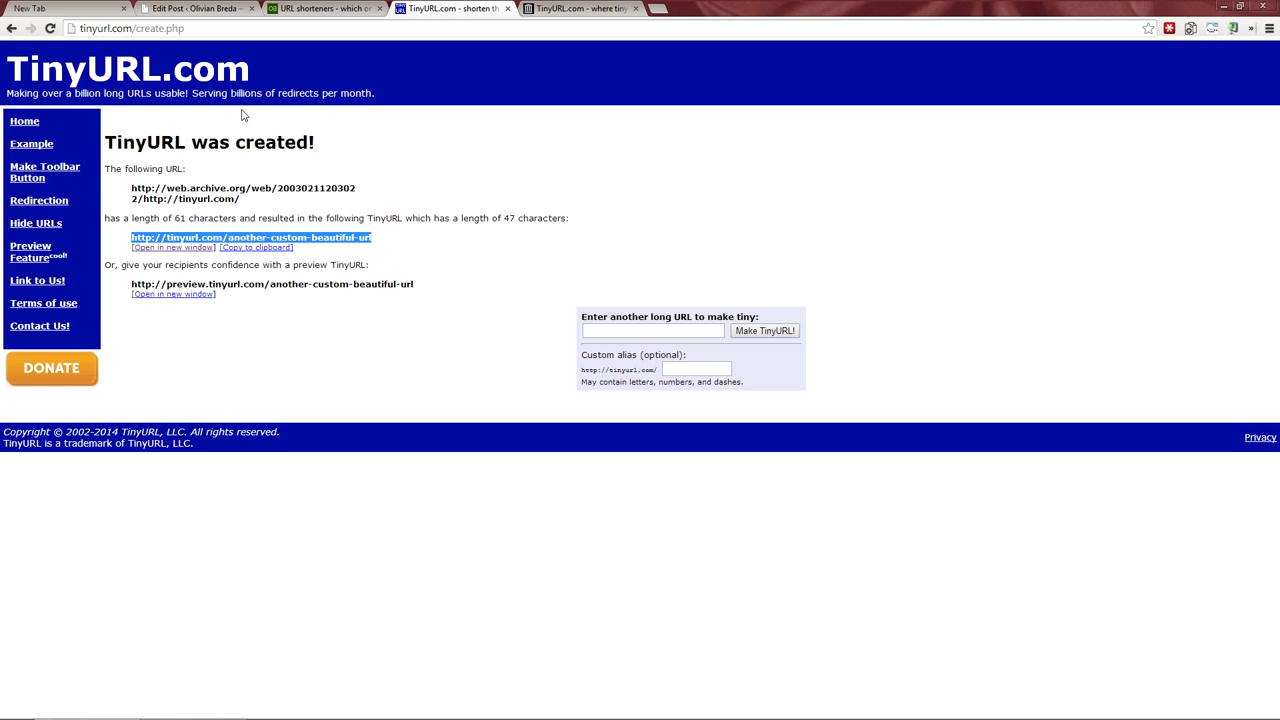 New Tab
Edit Post ‹ Olivian Breda —
URL shorteners - which or
TinyURL.com - shorten th
TinyURL.com - where tiny
tinyurl.com/create.php
TinyURL.com
Making over a billion long URLs usable! Serving billions of redirects per month.
Home
Example
Make Toolbar
Button
Redirection
Hide URLs
Preview
Feature cool!
Link to Us!
Terms of use
Contact Us!
DONATE
TinyURL was created!
The following URL:
http://web.archive.org/web/2003021120302
2/http://tinyurl.com/
has a length of 61 characters and resulted in the following TinyURL which has a length of 47 characters:
http://tinyurl.com/another-custom-beautiful-url
[Open in new window] [Copy to clipboard]
Or, give your recipients confidence with a preview TinyURL:
http://preview.tinyurl.com/another-custom-beautiful-url
[Open in new window]
Enter another long URL to make tiny:
Make TinyURL!
Custom alias (optional):
http://tinyurl.com/
May contain letters, numbers, and dashes.
Copyright © 2002-2014 TinyURL, LLC. All rights reserved.
TinyURL is a trademark of TinyURL, LLC.
Privacy